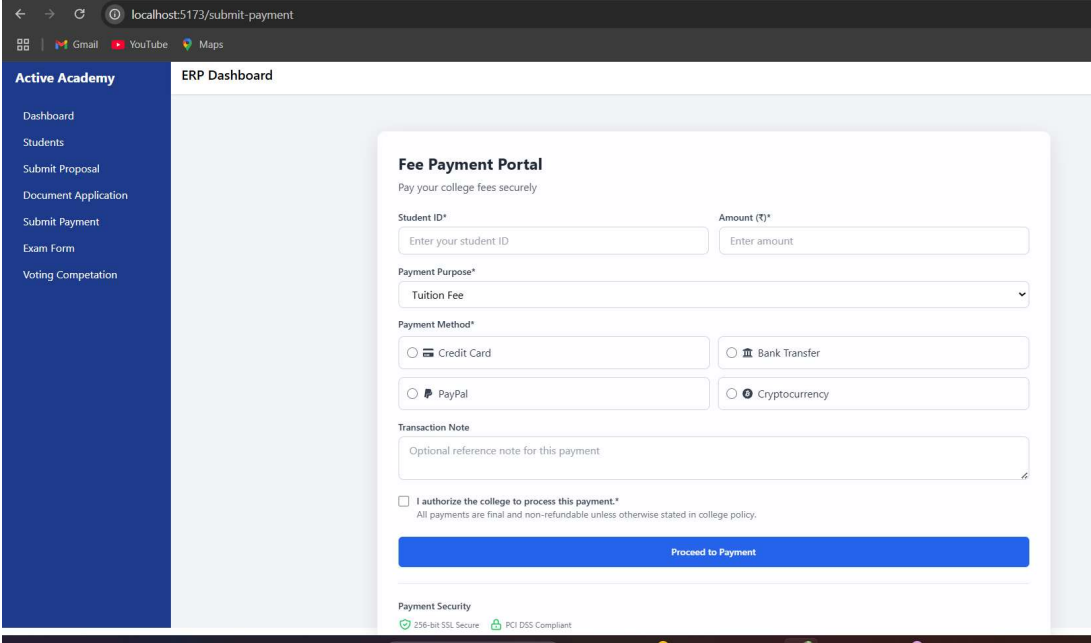 localhost:5173/submit-payment
Gmail YouTube Maps
Active Academy
ERP Dashboard
Dashboard
Students
Submit Proposal
Document Application
Submit Payment
Exam Form
Voting Competation
Fee Payment Portal
Pay your college fees securely
Student ID* Amount (₹)*
Enter your student ID Enter amount
Payment Purpose*
Tuition Fee
Payment Method*
Credit Card Bank Transfer
PayPal Cryptocurrency
Transaction Note
Optional reference note for this payment
I authorize the college to process this payment.*
All payments are final and non-refundable unless otherwise stated in college policy.
Proceed to Payment
Payment Security
256-bit SSL Secure PCI DSS Compliant